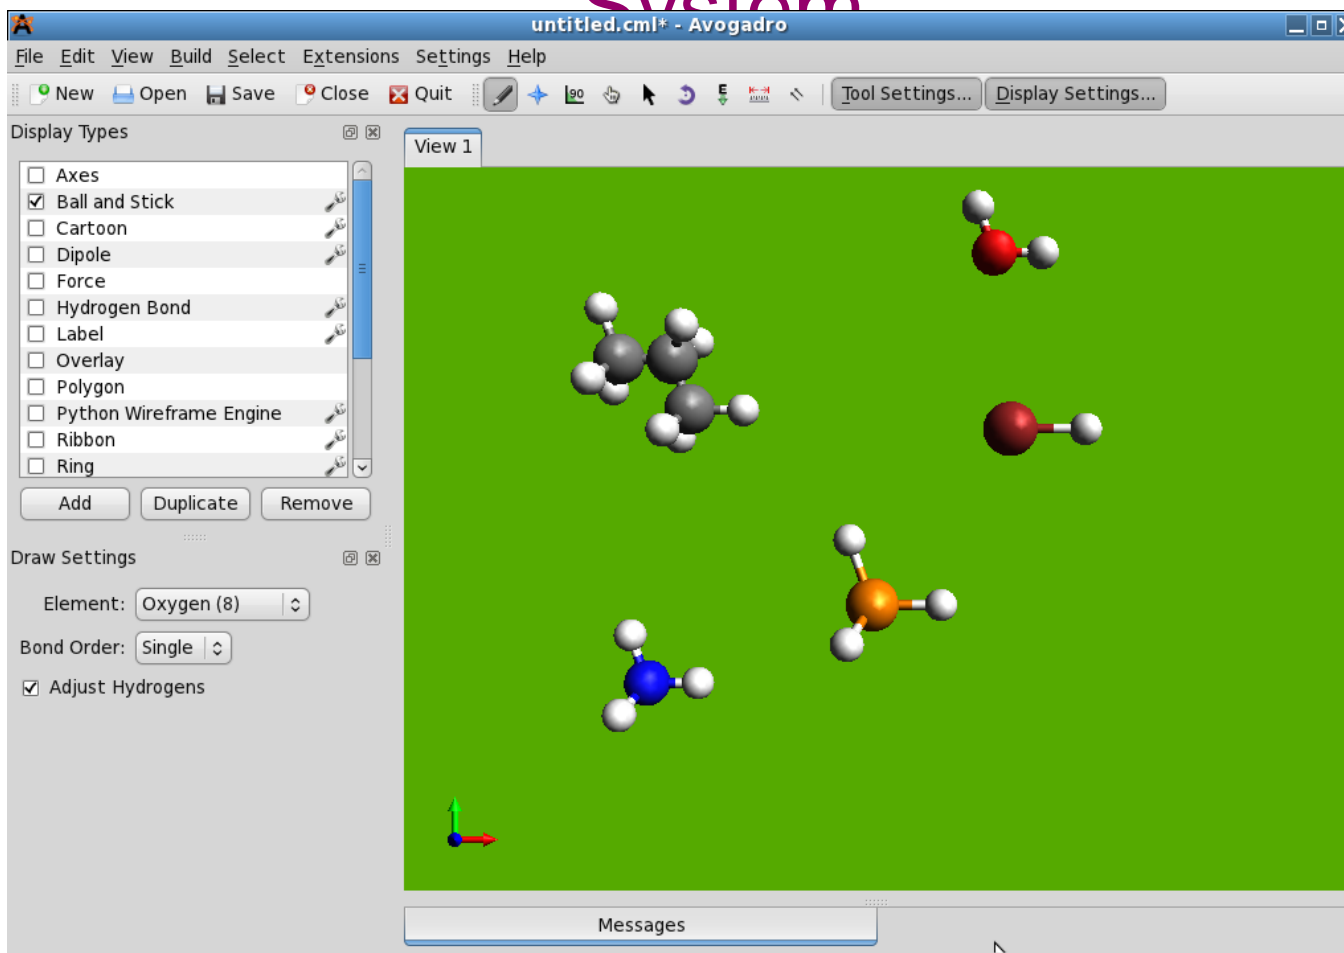 System
untitled.cml* - Avogadro
File Edit View Build Select Extensions Settings Help
New Open Save Close Quit 90 E Tool Settings... Display Settings...
Display Types
View 1
Axes
Ball and Stick
Cartoon
Dipole
Force
Hydrogen Bond
Label
Overlay
Polygon
Python Wireframe Engine
Ribbon
Ring
Add Duplicate Remove
Draw Settings
Element: Oxygen (8)
Bond Order: Single
Adjust Hydrogens
Messages